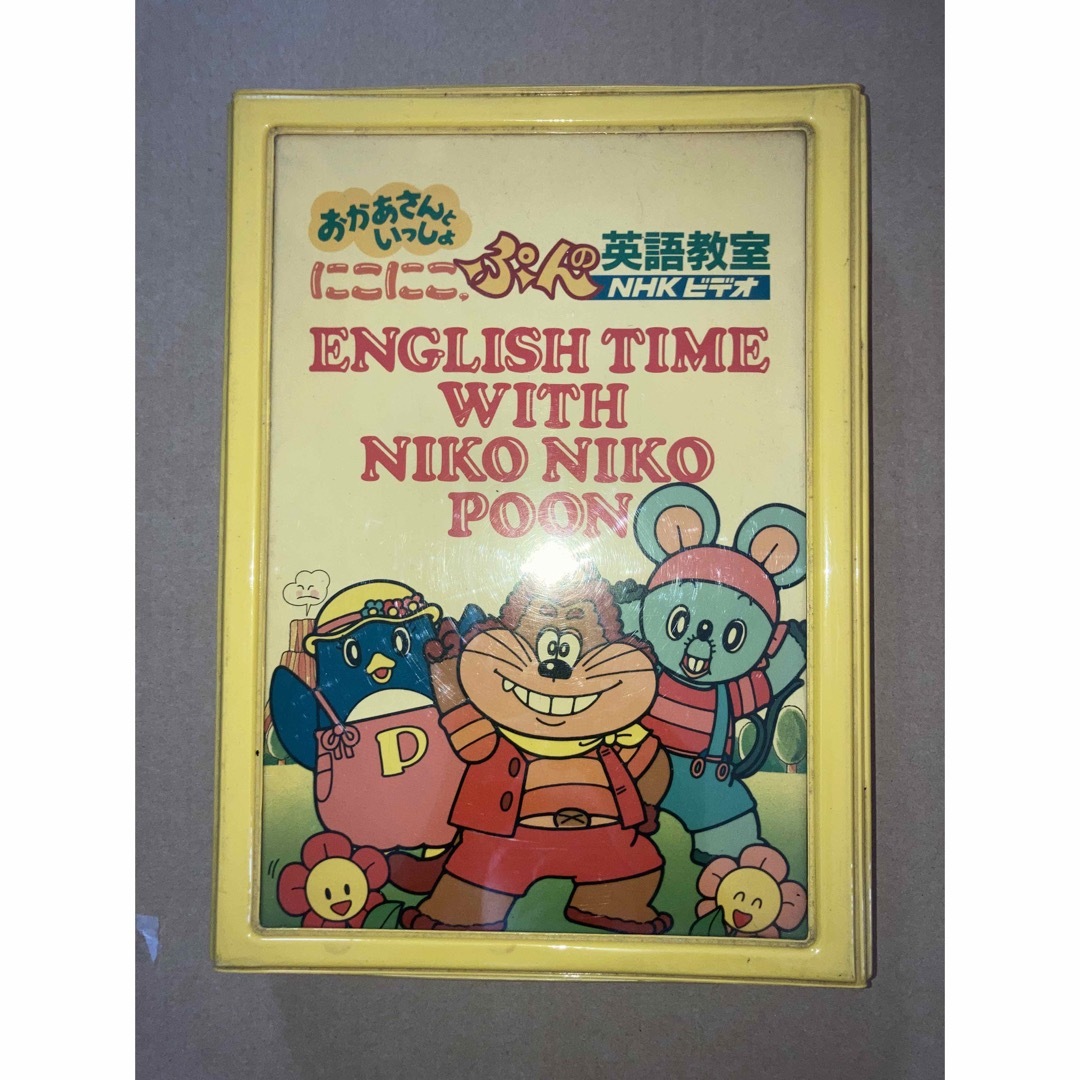 おかあさんと
いっしょ
にこにこ、ぷんの英語教室
NHKビデオ
ENGLISH TIME
WITH
NIKO NIKO
POON
P